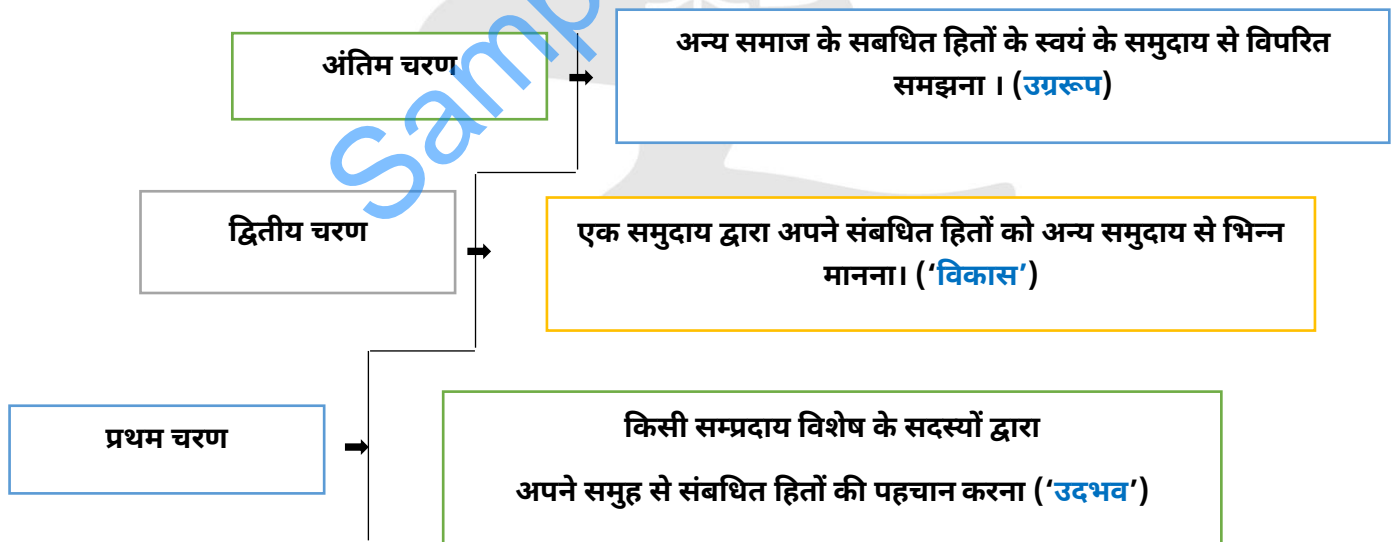 अंतिम चरण
अन्य समाज के सबधित हितों के स्वयं के समुदाय से विपरित
समझना । (उग्ररूप)
द्वितीय चरण
एक समुदाय द्वारा अपने संबधित हितों को अन्य समुदाय से भिन्न
मानना। (‘विकास’)
प्रथम चरण
किसी सम्प्रदाय विशेष के सदस्यों द्वारा
अपने समुह से संबधित हितों की पहचान करना (‘उदभव’)